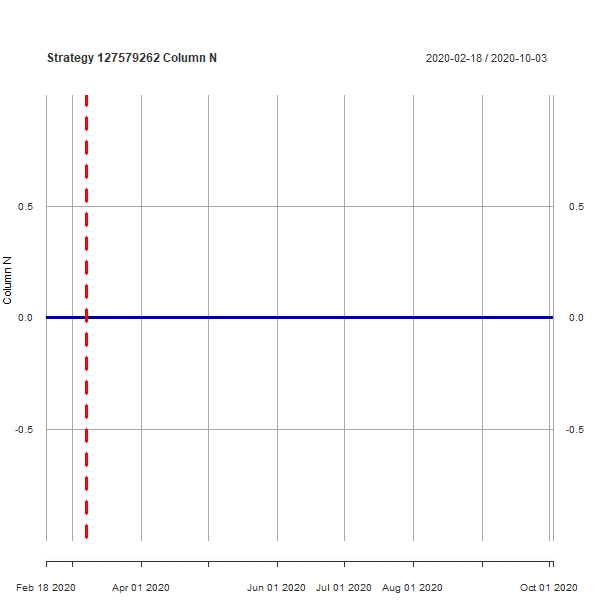 Strategy 127579262 Column N
2020-02-18 / 2020-10-03
0.5
0.5
Column N
0.0
0.0
-0.5
-0.5
Feb 18 2020
Apr 01 2020
Jun 01 2020
Jul 01 2020
Aug 01 2020
Oct 01 2020